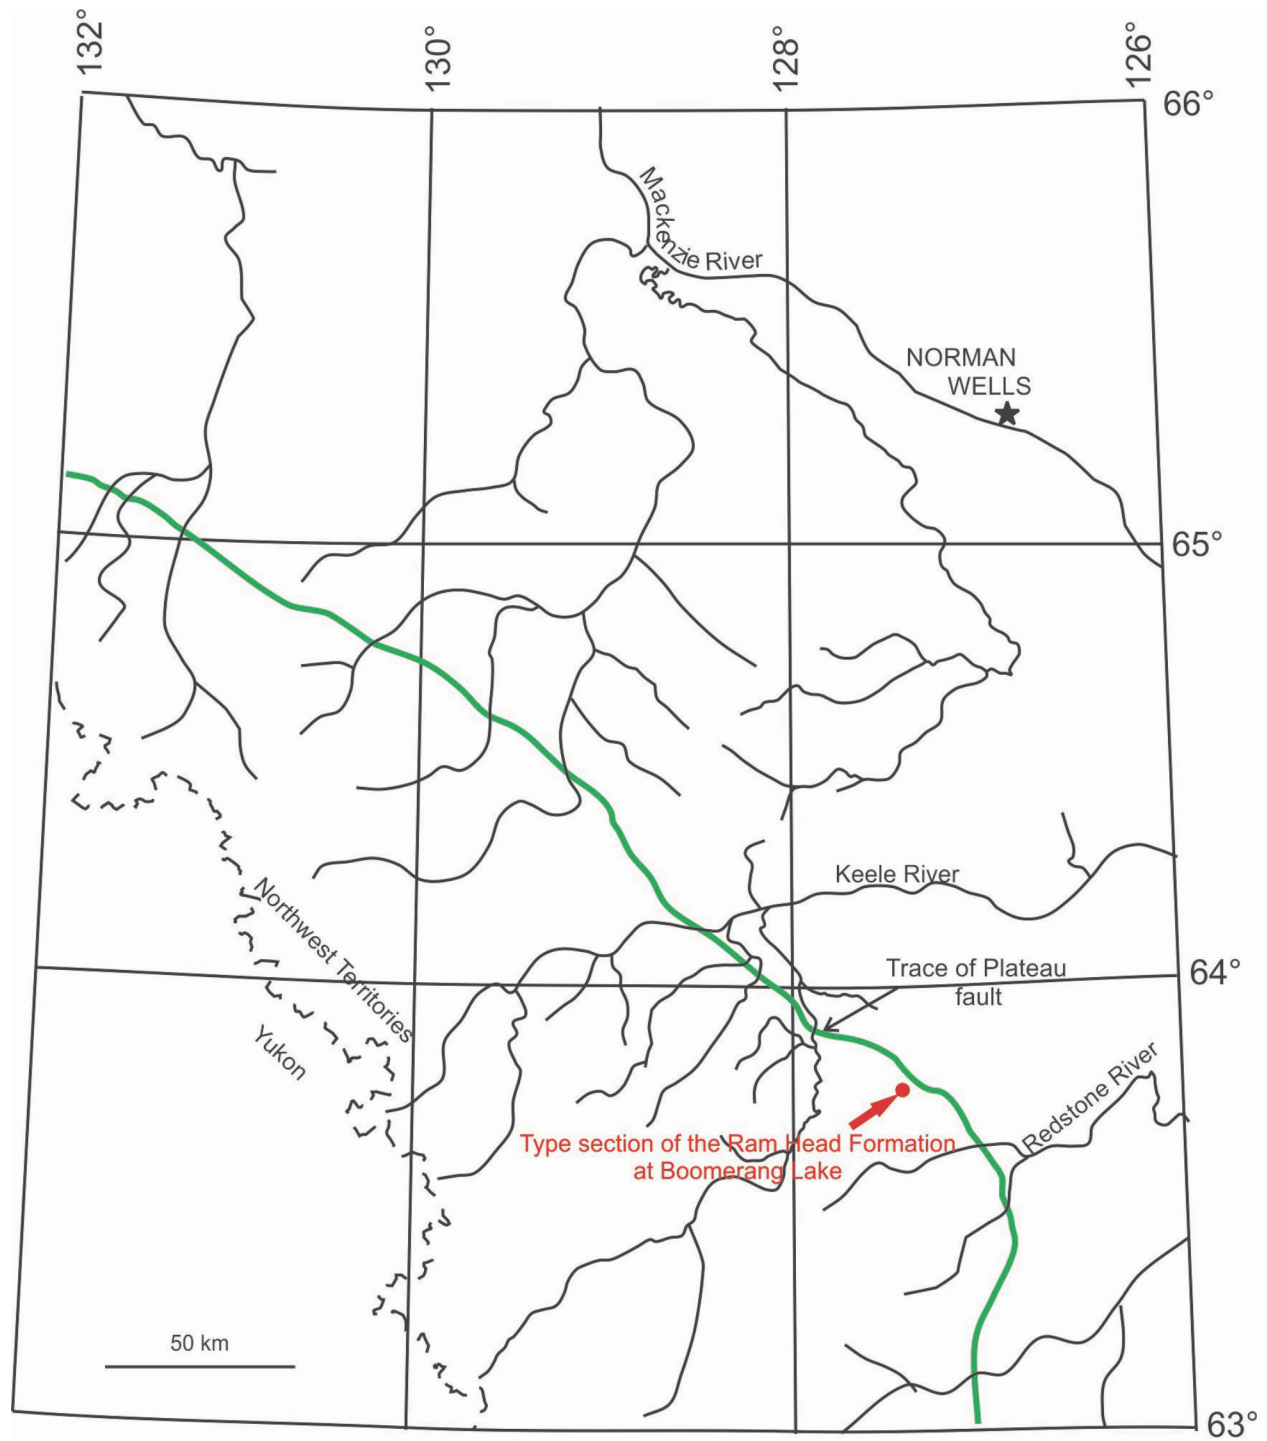 132°
130°
128°
126°
66°
Mackenzie River
NORMAN
WELLS
65°
Keele River
Northwest Territories
Yukon
Trace of Plateau
fault
64°
Redstone River
Type section of the Ram Head Formation
at Boomerang Lake
50 km
63°